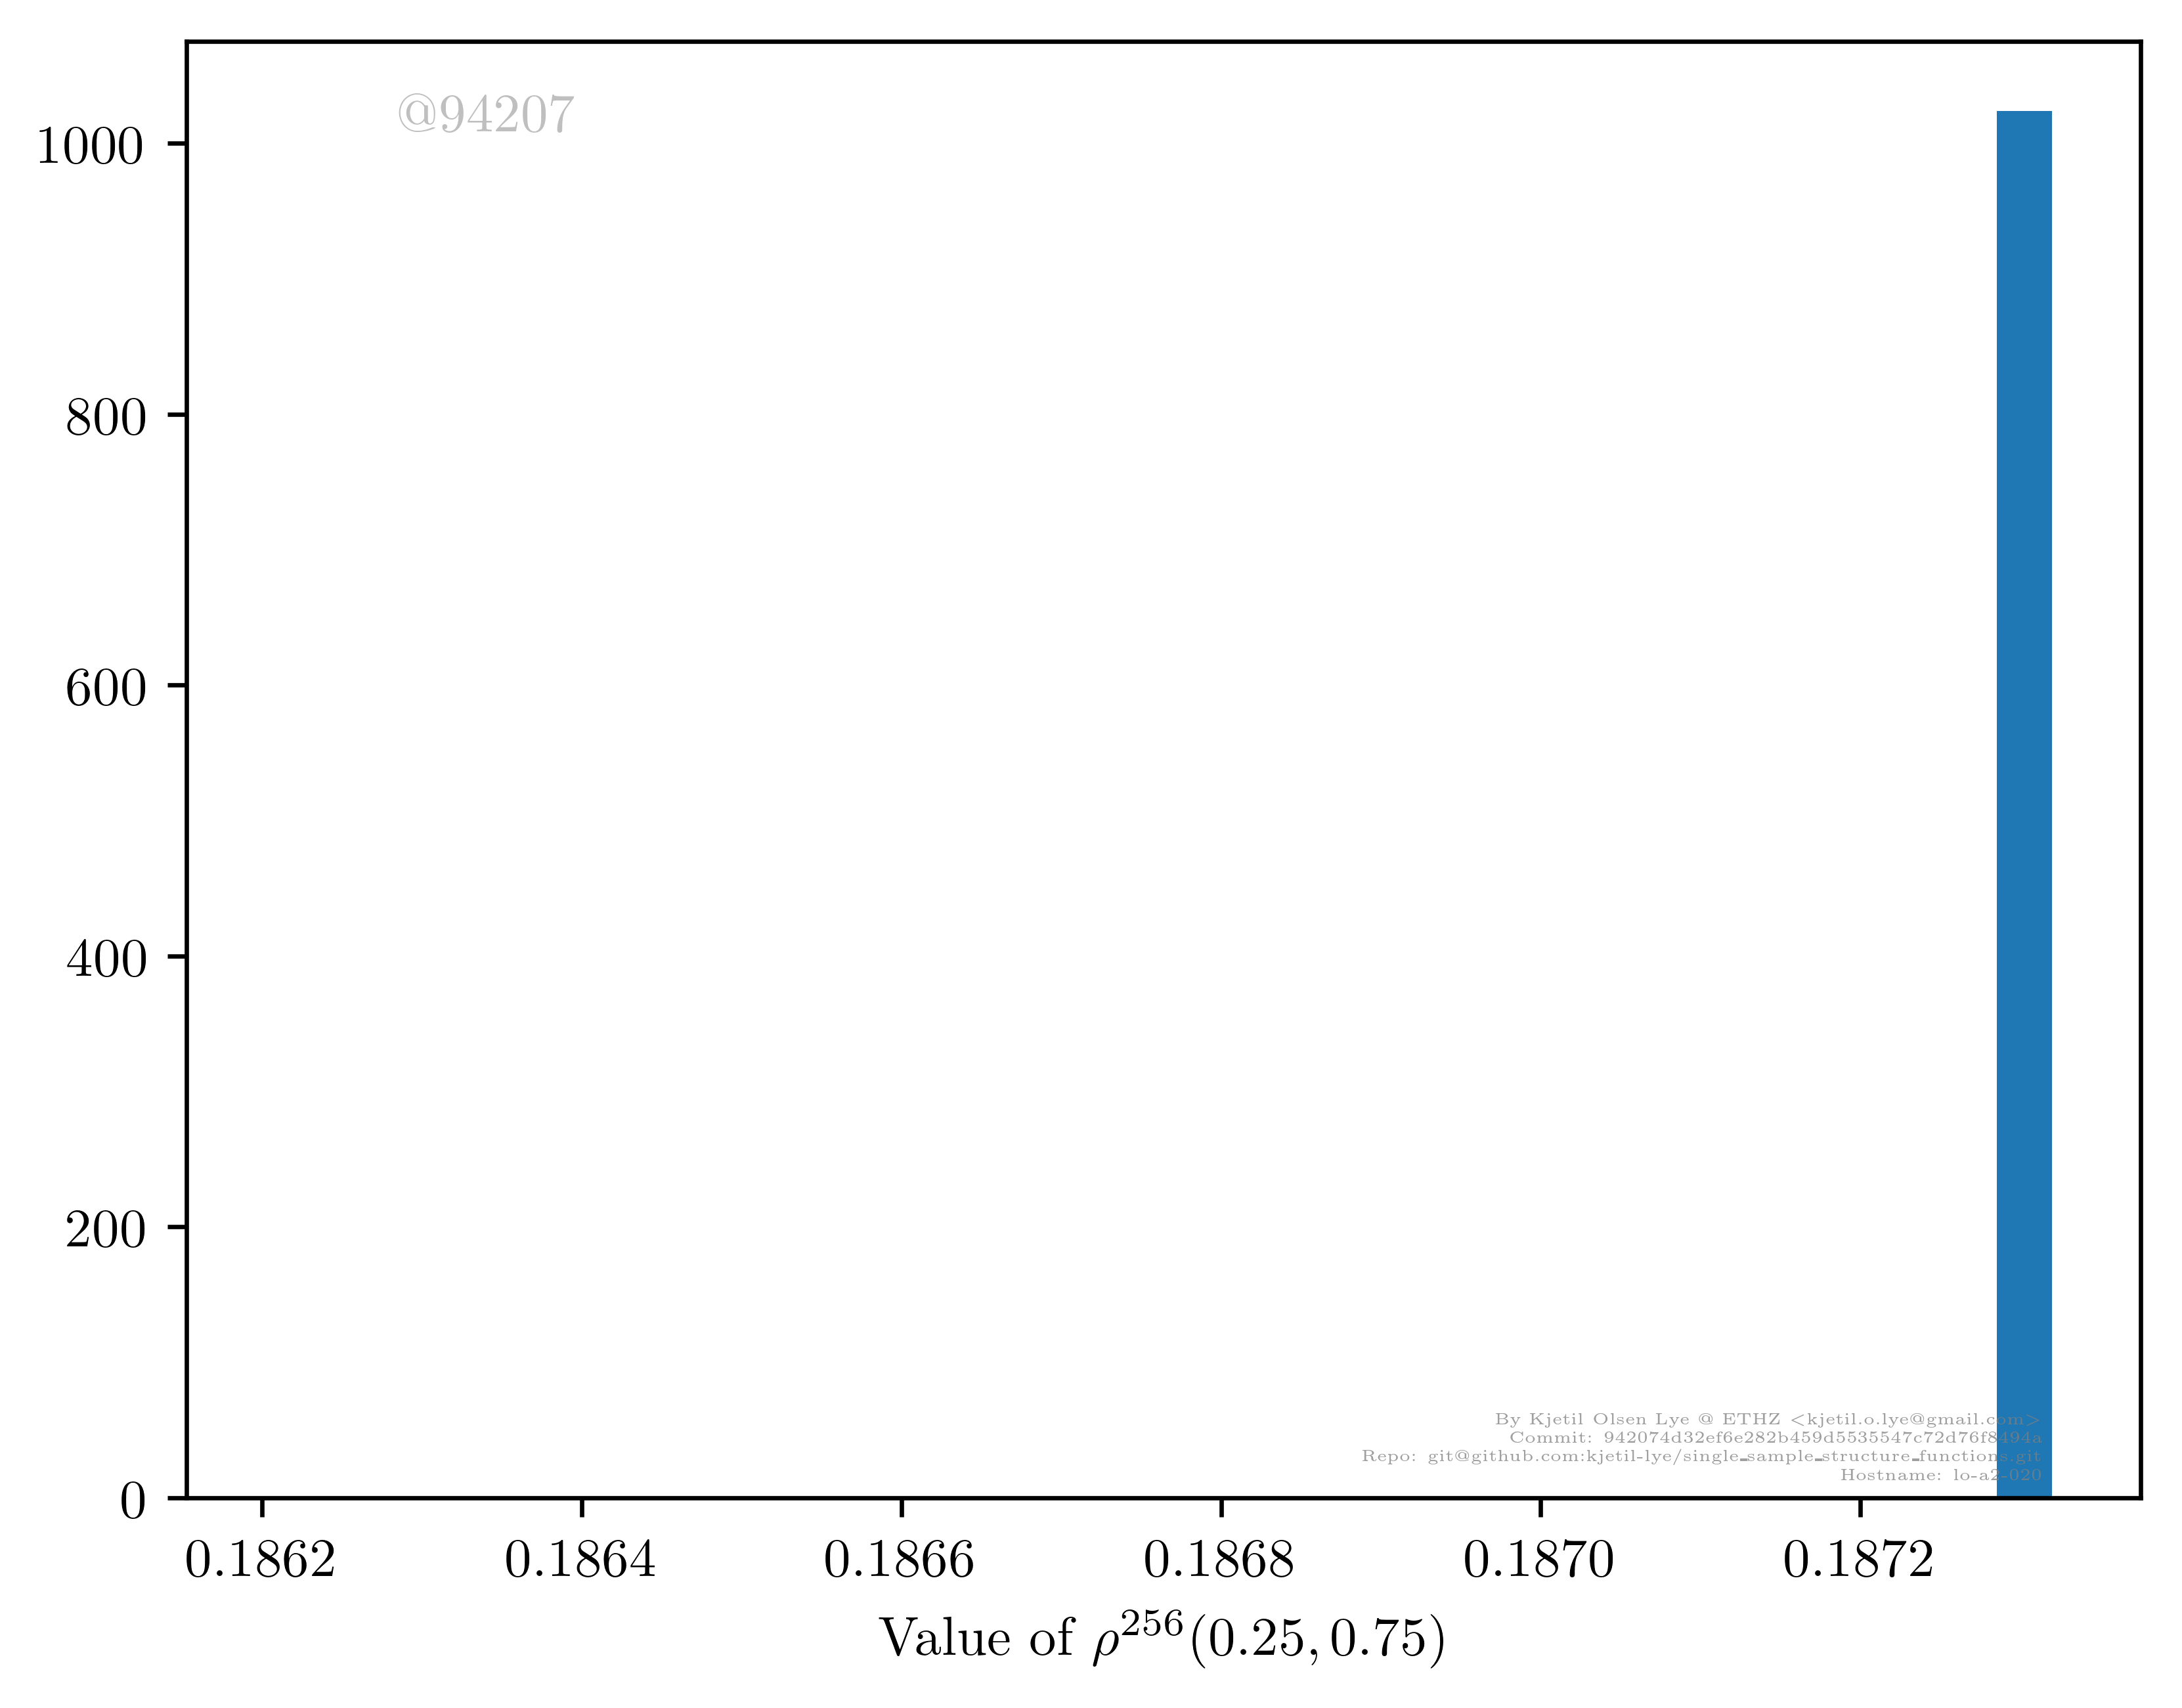 @94207
1000
800
600
400
200
0
By Kjetil Olsen Lye @ ETHZ <kjetil.o.lye@gmail.com>
Commit: 942074d32ef6e282b459d5535547c72d76f8494a
Repo: git@github.com:kjetil-lye/single_sample_structure_functions.git
Hostname: lo-a2-020
0.1862 0.1864 0.1866 0.1868 0.1870 0.1872
Value of ρ²⁵⁶(0.25, 0.75)